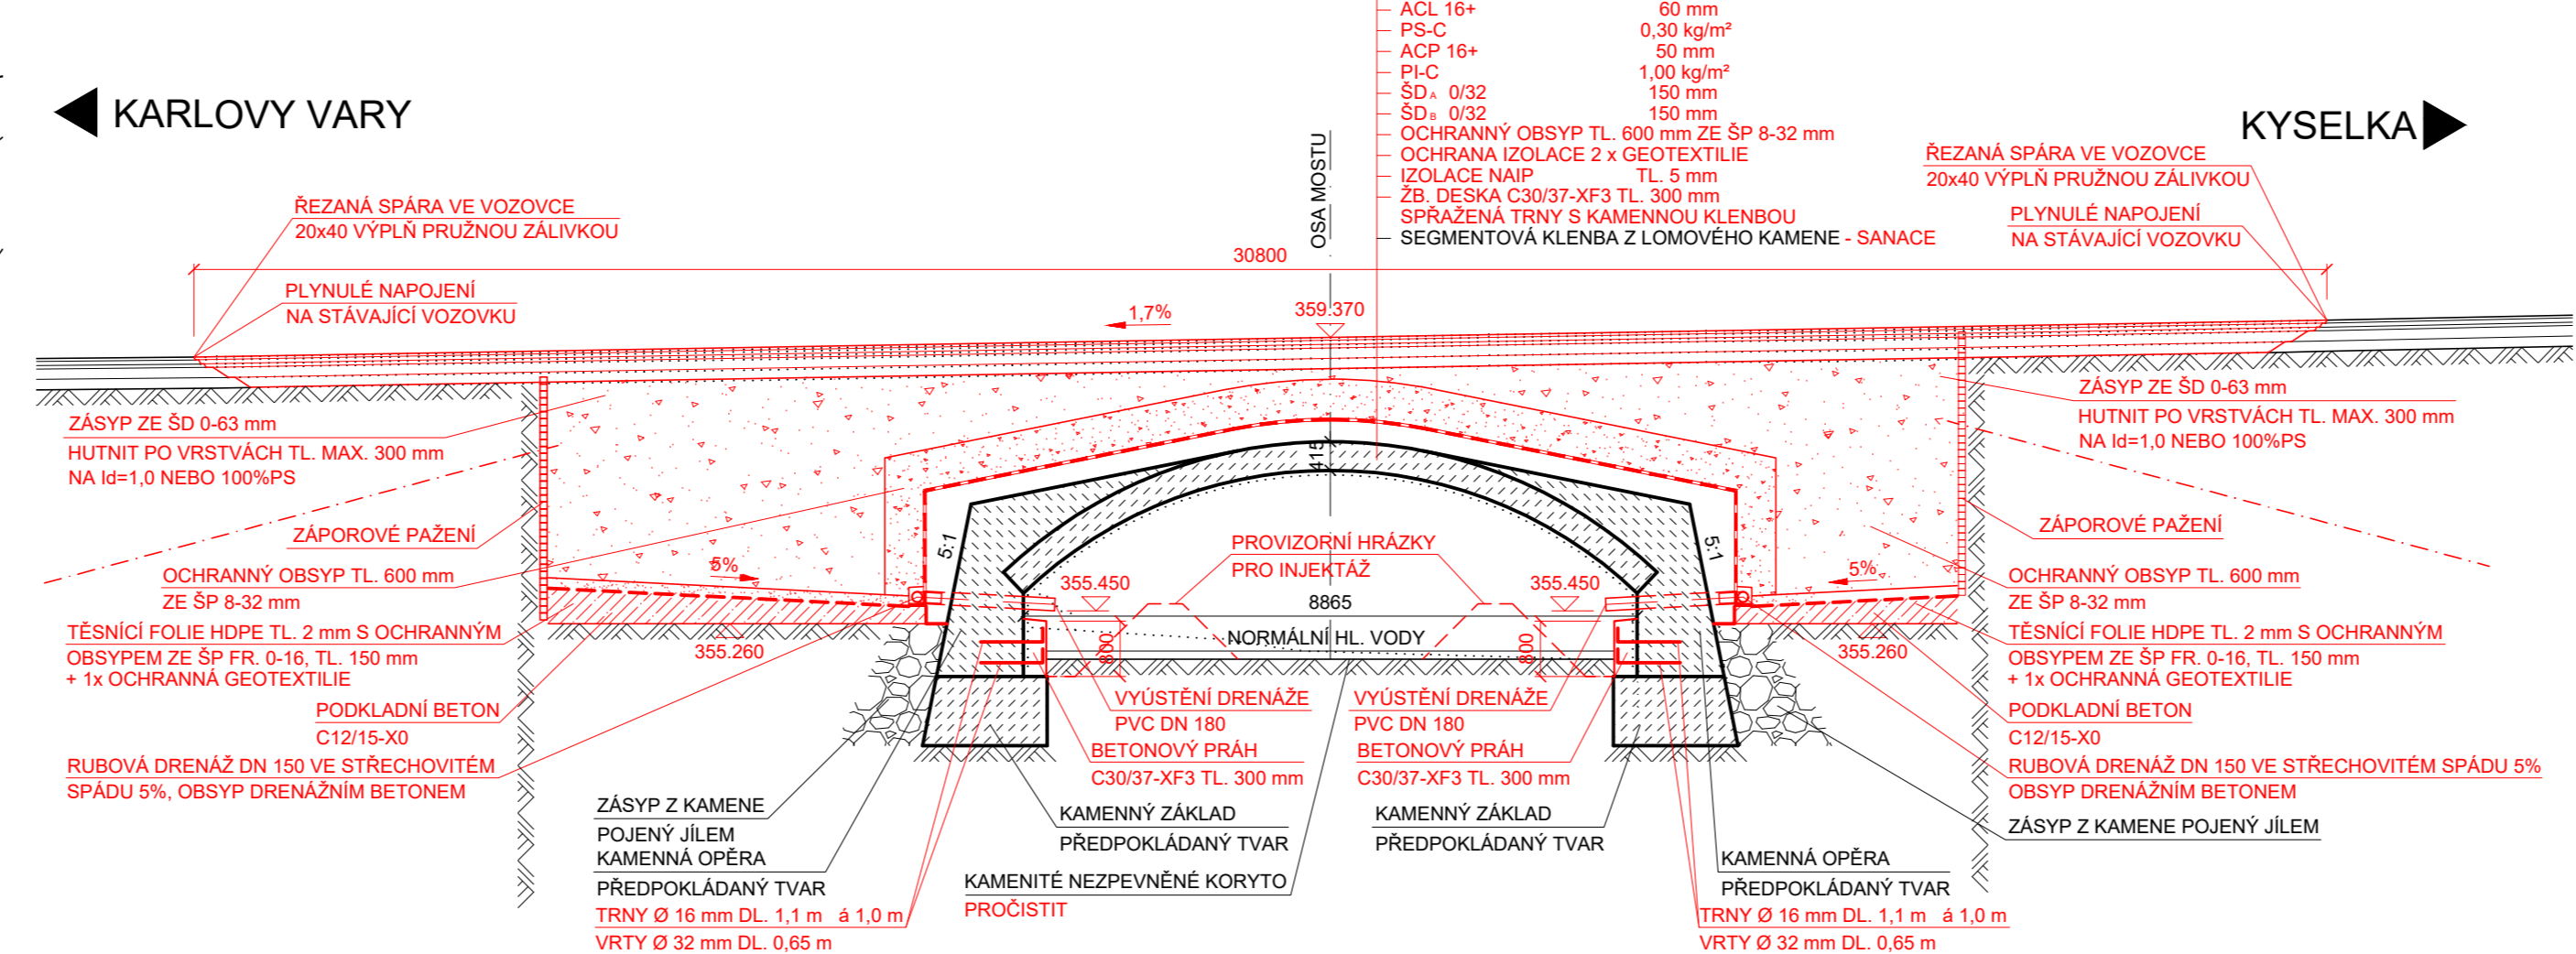 ACL 16+ 60 mm
PS-C 0,30 kg/m²
ACP 16+ 50 mm
PI-C 1,00 kg/m²
ŠDA 0/32 150 mm
ŠDB 0/32 150 mm
OCHRANNÝ OBSYP TL. 600 mm ZE ŠP 8-32 mm
OCHRANA IZOLACE 2 x GEOTEXTILIE
IZOLACE NAIP TL. 5 mm
ŽB. DESKA C30/37-XF3 TL. 300 mm
SPŘAŽENÁ TRNY S KAMENNOU KLENBOU
SEGMENTOVÁ KLENBA Z LOMOVÉHO KAMENE - SANACE
KARLOVY VARY
KYSELKA
OSA MOSTU
ŘEZANÁ SPÁRA VE VOZOVCE
20x40 VÝPLŇ PRUŽNOU ZÁLIVKOU
PLYNULÉ NAPOJENÍ
NA STÁVAJÍCÍ VOZOVKU
ŘEZANÁ SPÁRA VE VOZOVCE
20x40 VÝPLŇ PRUŽNOU ZÁLIVKOU
PLYNULÉ NAPOJENÍ
NA STÁVAJÍCÍ VOZOVKU
30800
1,7%
359.370
ZÁSYP ZE ŠD 0-63 mm
HUTNIT PO VRSTVÁCH TL. MAX. 300 mm
NA Id=1,0 NEBO 100%PS
ZÁPOROVÉ PAŽENÍ
OCHRANNÝ OBSYP TL. 600 mm
ZE ŠP 8-32 mm
TĚSNÍCÍ FOLIE HDPE TL. 2 mm S OCHRANNÝM
OBSYPEM ZE ŠP FR. 0-16, TL. 150 mm
+ 1x OCHRANNÁ GEOTEXTILIE
PODKLADNÍ BETON
C12/15-X0
RUBOVÁ DRENÁŽ DN 150 VE STŘECHOVITÉM
SPÁDU 5%, OBSYP DRENÁŽNÍM BETONEM
5%
355.260
5:1
415
PROVIZORNÍ HRÁZKY
PRO INJEKTÁŽ
355.450
355.450
8865
NORMÁLNÍ HL. VODY
800
800
5:1
5%
355.260
VYÚSTĚNÍ DRENÁŽE
PVC DN 180
BETONOVÝ PRÁH
C30/37-XF3 TL. 300 mm
VYÚSTĚNÍ DRENÁŽE
PVC DN 180
BETONOVÝ PRÁH
C30/37-XF3 TL. 300 mm
ZÁSYP ZE ŠD 0-63 mm
HUTNIT PO VRSTVÁCH TL. MAX. 300 mm
NA Id=1,0 NEBO 100%PS
ZÁPOROVÉ PAŽENÍ
OCHRANNÝ OBSYP TL. 600 mm
ZE ŠP 8-32 mm
TĚSNÍCÍ FOLIE HDPE TL. 2 mm S OCHRANNÝM
OBSYPEM ZE ŠP FR. 0-16, TL. 150 mm
+ 1x OCHRANNÁ GEOTEXTILIE
PODKLADNÍ BETON
C12/15-X0
RUBOVÁ DRENÁŽ DN 150 VE STŘECHOVITÉM SPÁDU 5%
OBSYP DRENÁŽNÍM BETONEM
ZÁSYP Z KAMENE POJENÝ JÍLEM
ZÁSYP Z KAMENE
POJENÝ JÍLEM
KAMENNÁ OPĚRA
PŘEDPOKLÁDANÝ TVAR
TRNY Ø 16 mm DL. 1,1 m á 1,0 m
VRTY Ø 32 mm DL. 0,65 m
KAMENNÝ ZÁKLAD
PŘEDPOKLÁDANÝ TVAR
KAMENITÉ NEZPEVNĚNÉ KORYTO
PROČISTIT
KAMENNÝ ZÁKLAD
PŘEDPOKLÁDANÝ TVAR
KAMENNÁ OPĚRA
PŘEDPOKLÁDANÝ TVAR
TRNY Ø 16 mm DL. 1,1 m á 1,0 m
VRTY Ø 32 mm DL. 0,65 m